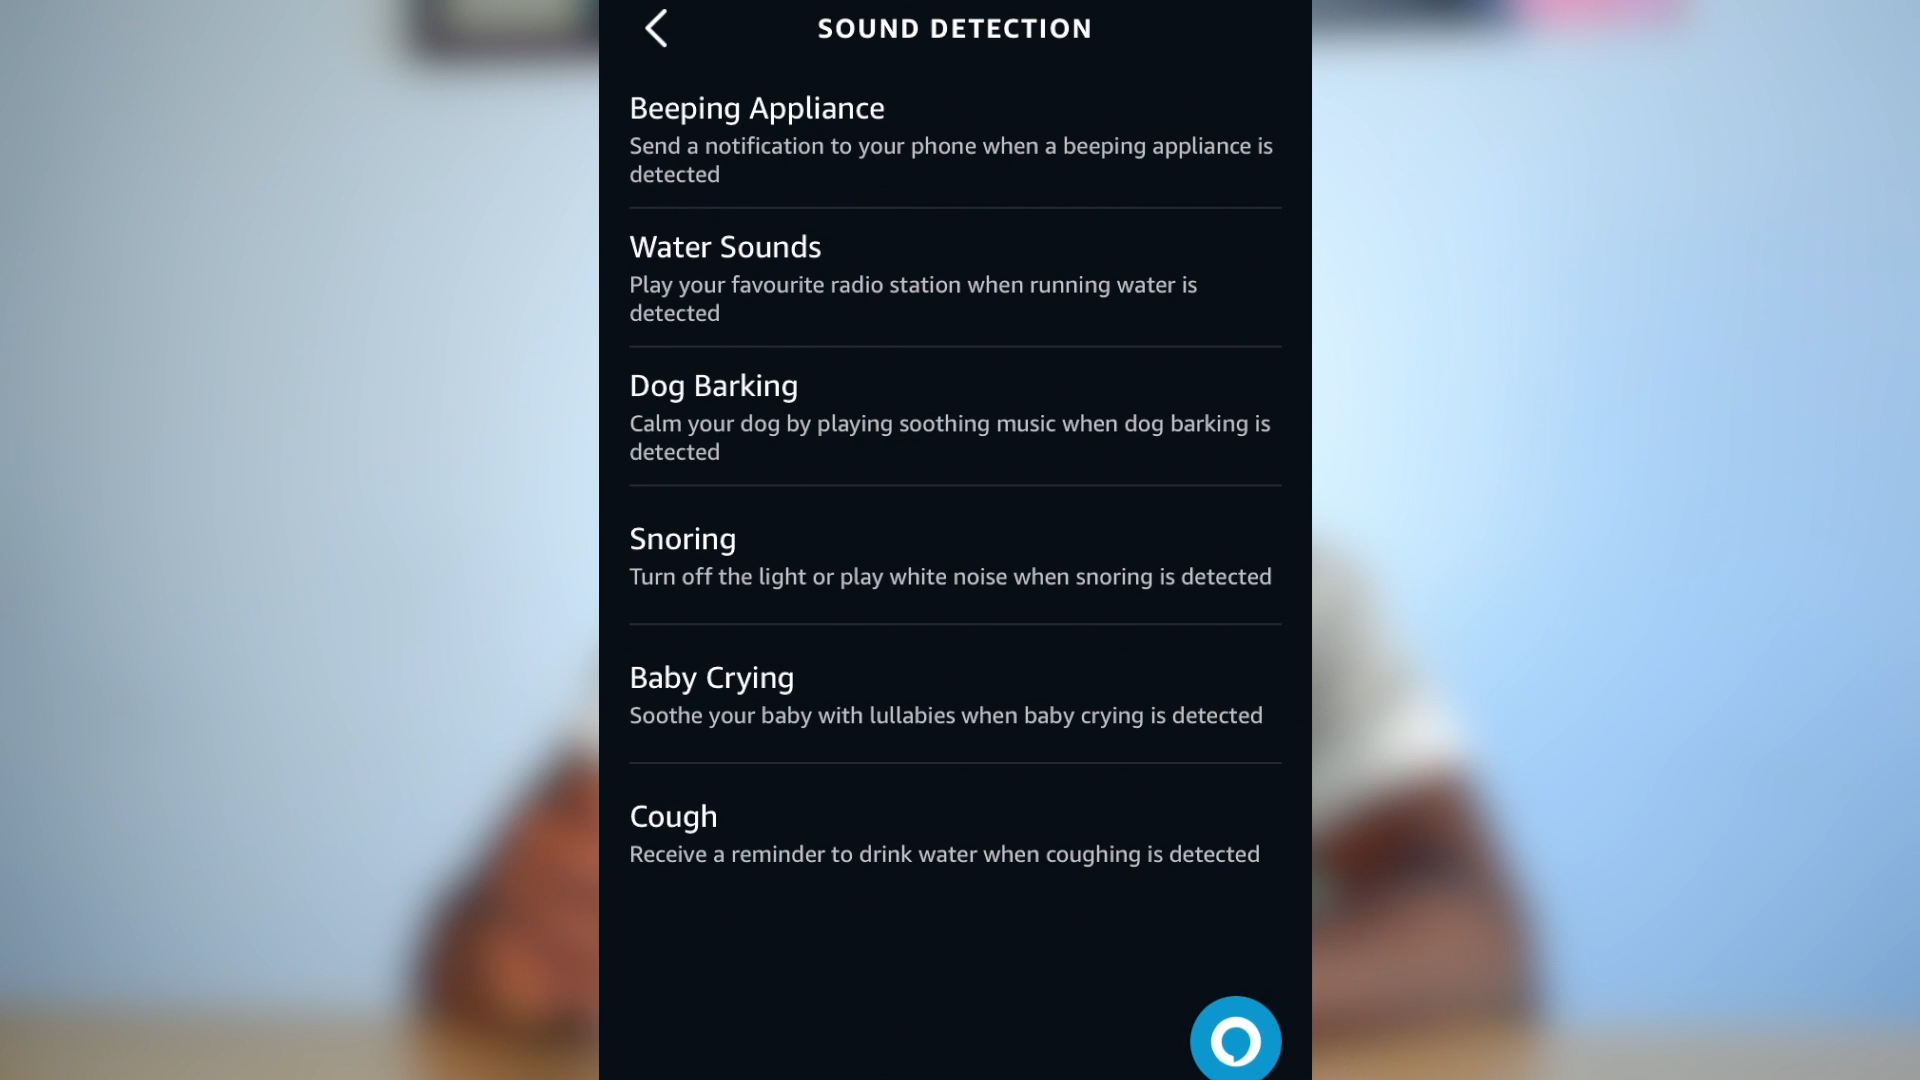 SOUND DETECTION
Beeping Appliance
Send a notification to your phone when a beeping appliance is
detected
Water Sounds
Play your favourite radio station when running water is
detected
Dog Barking
Calm your dog by playing soothing music when dog barking is
detected
Snoring
Turn off the light or play white noise when snoring is detected
Baby Crying
Soothe your baby with lullabies when baby crying is detected
Cough
Receive a reminder to drink water when coughing is detected